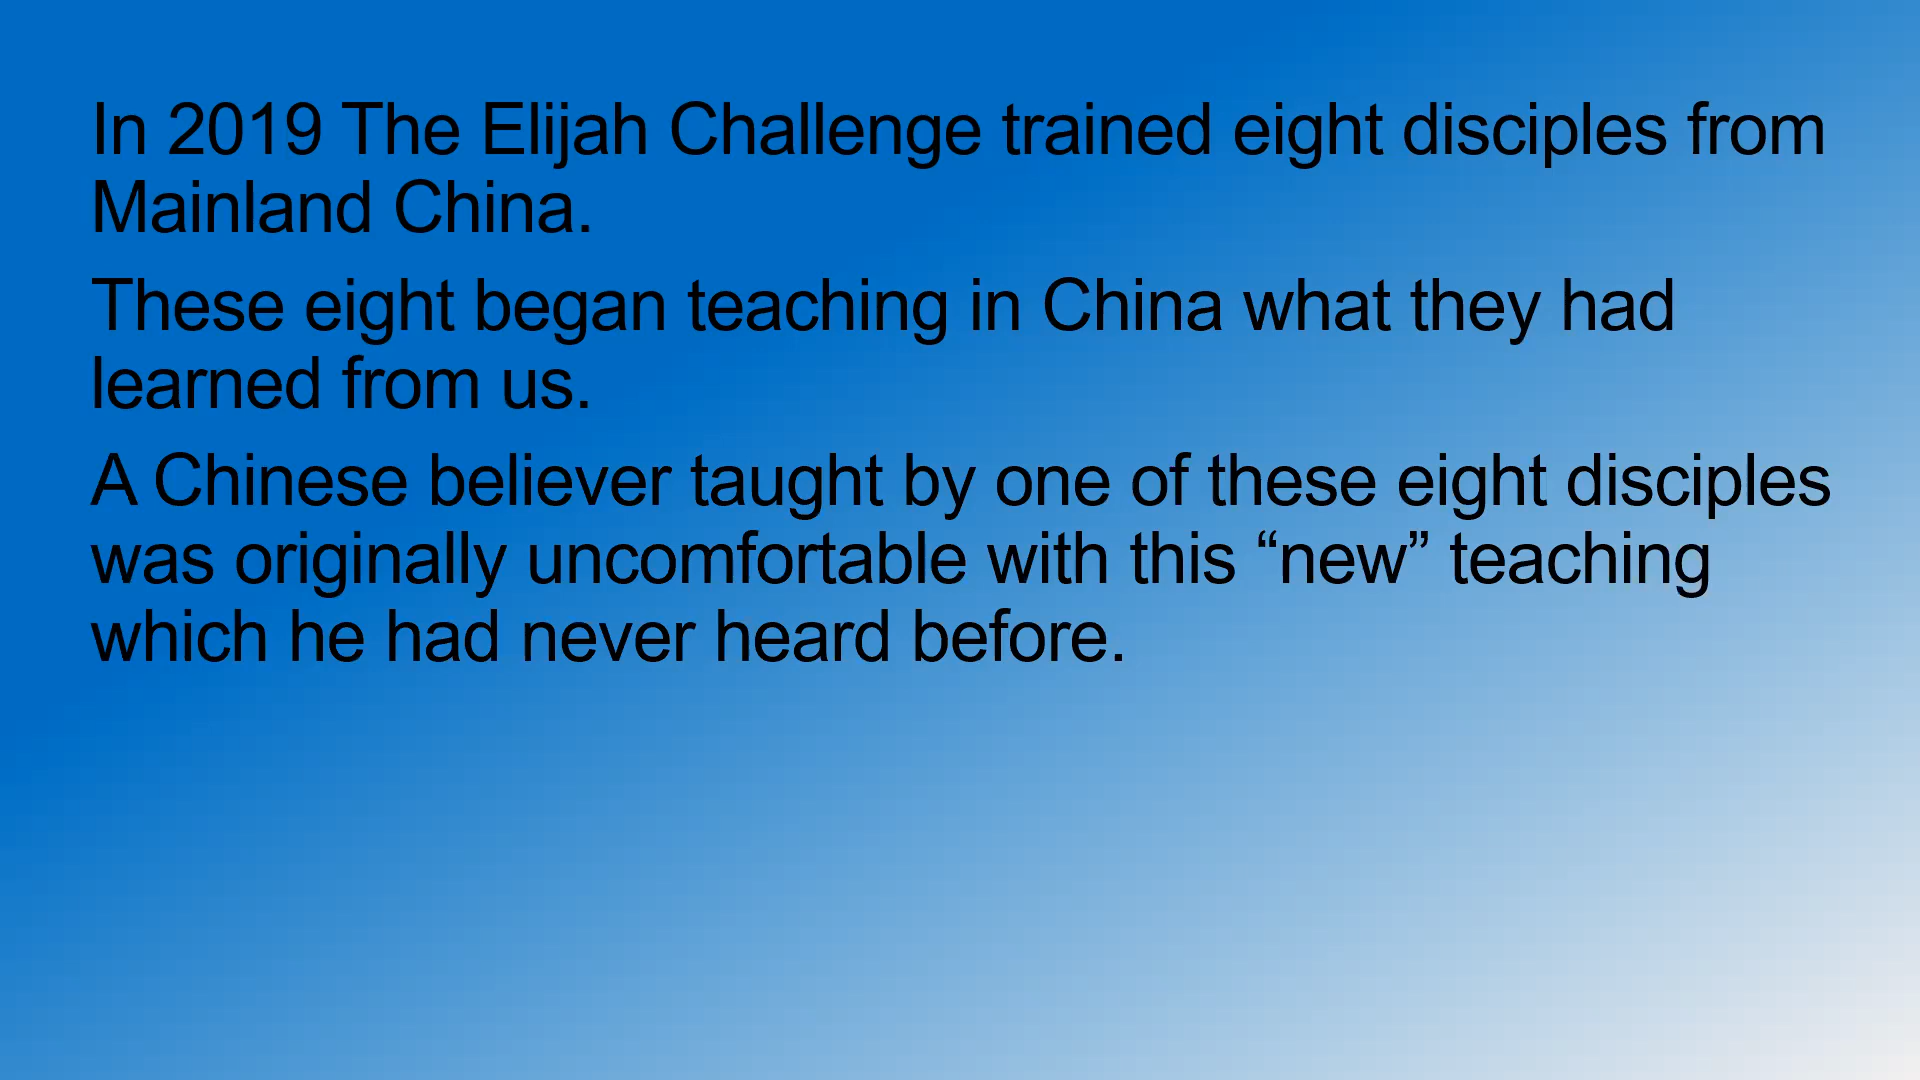 In 2019 The Elijah Challenge trained eight disciples from
Mainland China.
These eight began teaching in China what they had
learned from us.
A Chinese believer taught by one of these eight disciples
was originally uncomfortable with this “new” teaching
which he had never heard before.